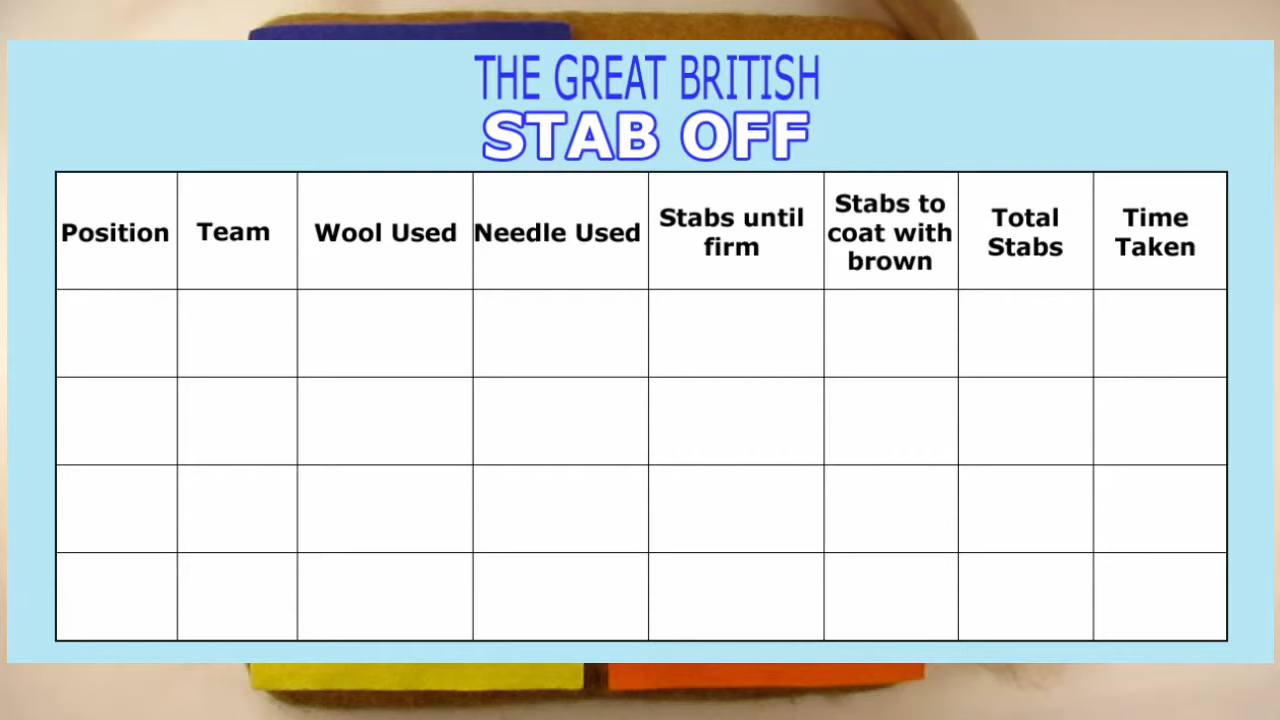 THE GREAT BRITISH
STAB OFF
Position
Team
Wool Used
Needle Used
Stabs until
firm
Stabs to
coat with
brown
Total
Stabs
Time
Taken